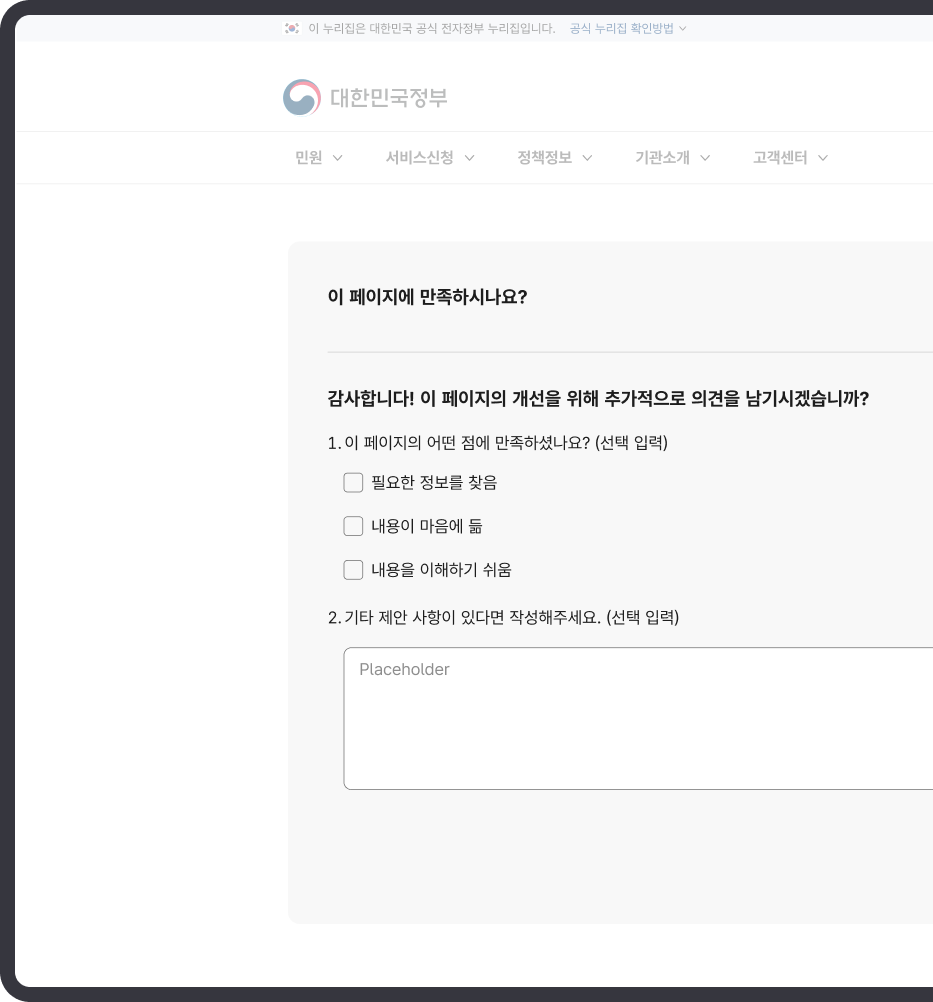 이 누리집은 대한민국 공식 전자정부 누리집입니다. 공식 누리집 확인방법
대한민국정부
민원 서비스신청 정책정보 기관소개 고객센터
이 페이지에 만족하시나요?
감사합니다! 이 페이지의 개선을 위해 추가적으로 의견을 남기시겠습니까?
1. 이 페이지의 어떤 점에 만족하셨나요? (선택 입력)
필요한 정보를 찾음
내용이 마음에 듦
내용을 이해하기 쉬움
2. 기타 제안 사항이 있다면 작성해주세요. (선택 입력)
Placeholder